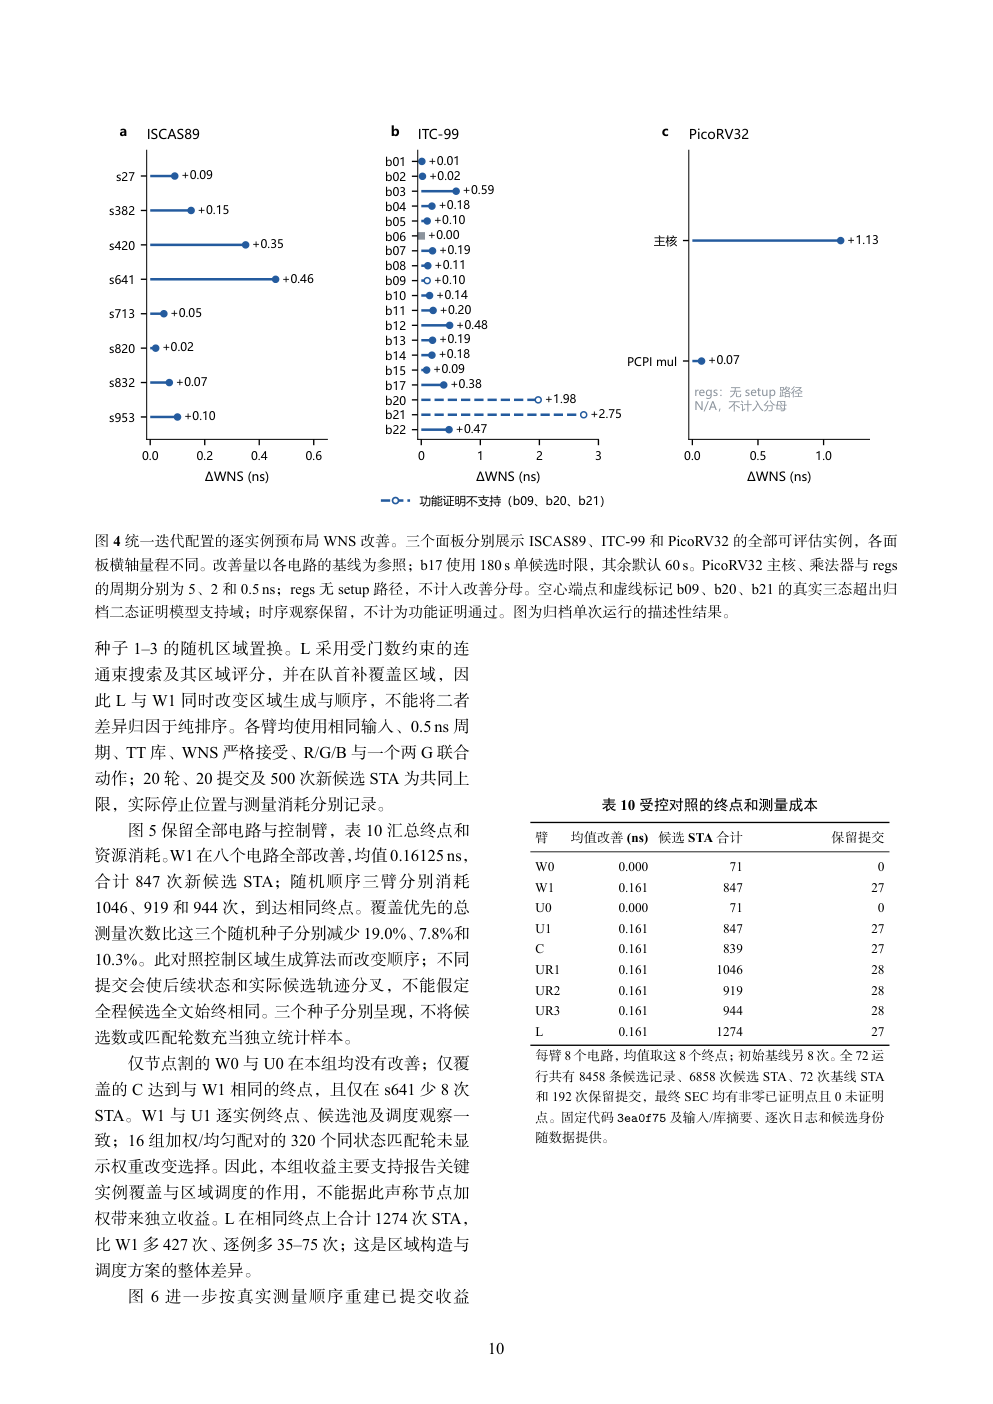 a ISCAS89
s27 +0.09
s382 +0.15
s420 +0.35
s641 +0.46
s713 +0.05
s820 +0.02
s832 +0.07
s953 +0.10
0.0 0.2 0.4 0.6
ΔWNS (ns)
b ITC-99
b01 +0.01
b02 +0.02
b03 +0.59
b04 +0.18
b05 +0.10
b06 +0.00
b07 +0.19
b08 +0.11
b09 +0.10
b10 +0.14
b11 +0.20
b12 +0.48
b13 +0.19
b14 +0.18
b15 +0.09
b17 +0.38
b20 +1.98
b21 +2.75
b22 +0.47
0 1 2 3
ΔWNS (ns)
功能证明不支持（b09、b20、b21）
c PicoRV32
主核 +1.13
PCPI mul +0.07
regs：无 setup 路径
N/A，不计入分母
0.0 0.5 1.0
ΔWNS (ns)
图 4 统一迭代配置的逐实例预布局 WNS 改善。三个面板分别展示 ISCAS89、ITC-99 和 PicoRV32 的全部可评估实例，各面
板横轴量程不同。改善量以各电路的基线为参照；b17 使用 180 s 单候选时限，其余默认 60 s。PicoRV32 主核、乘法器与 regs
的周期分别为 5、2 和 0.5 ns；regs 无 setup 路径，不计入改善分母。空心端点和虚线标记 b09、b20、b21 的真实三态超出归
档二态证明模型支持域；时序观察保留，不计为功能证明通过。图为归档单次运行的描述性结果。
种子 1–3 的随机区域置换。L 采用受门数约束的连
通束搜索及其区域评分，并在队首补覆盖区域，因
此 L 与 W1 同时改变区域生成与顺序，不能将二者
差异归因于纯排序。各臂均使用相同输入、0.5 ns 周
期、TT 库、WNS 严格接受、R/G/B 与一个两 G 联合
动作；20 轮、20 提交及 500 次新候选 STA 为共同上
限，实际停止位置与测量消耗分别记录。
图 5 保留全部电路与控制臂，表 10 汇总终点和
资源消耗。W1 在八个电路全部改善，均值 0.16125 ns，
合计 847 次新候选 STA；随机顺序三臂分别消耗
1046、919 和 944 次，到达相同终点。覆盖优先的总
测量次数比这三个随机种子分别减少 19.0%、7.8%和
10.3%。此对照控制区域生成算法而改变顺序；不同
提交会使后续状态和实际候选轨迹分叉，不能假定
全程候选全文始终相同。三个种子分别呈现，不将候
选数或匹配轮数充当独立统计样本。
仅节点割的 W0 与 U0 在本组均没有改善；仅覆
盖的 C 达到与 W1 相同的终点，且仅在 s641 少 8 次
STA。W1 与 U1 逐实例终点、候选池及调度观察一
致；16 组加权/均匀配对的 320 个同状态匹配轮未显
示权重改变选择。因此，本组收益主要支持报告关键
实例覆盖与区域调度的作用，不能据此声称节点加
权带来独立收益。L 在相同终点上合计 1274 次 STA，
比 W1 多 427 次、逐例多 35–75 次；这是区域构造与
调度方案的整体差异。
图 6 进一步按真实测量顺序重建已提交收益
表 10 受控对照的终点和测量成本
臂 均值改善 (ns) 候选 STA 合计 保留提交
W0 0.000 71 0
W1 0.161 847 27
U0 0.000 71 0
U1 0.161 847 27
C 0.161 839 27
UR1 0.161 1046 28
UR2 0.161 919 28
UR3 0.161 944 28
L 0.161 1274 27
每臂 8 个电路，均值取这 8 个终点；初始基线另 8 次。全 72 运
行共有 8458 条候选记录、6858 次候选 STA、72 次基线 STA
和 192 次保留提交，最终 SEC 均有非零已证明点且 0 未证明
点。固定代码 3ea0f75 及输入/库摘要、逐次日志和候选身份
随数据提供。
10